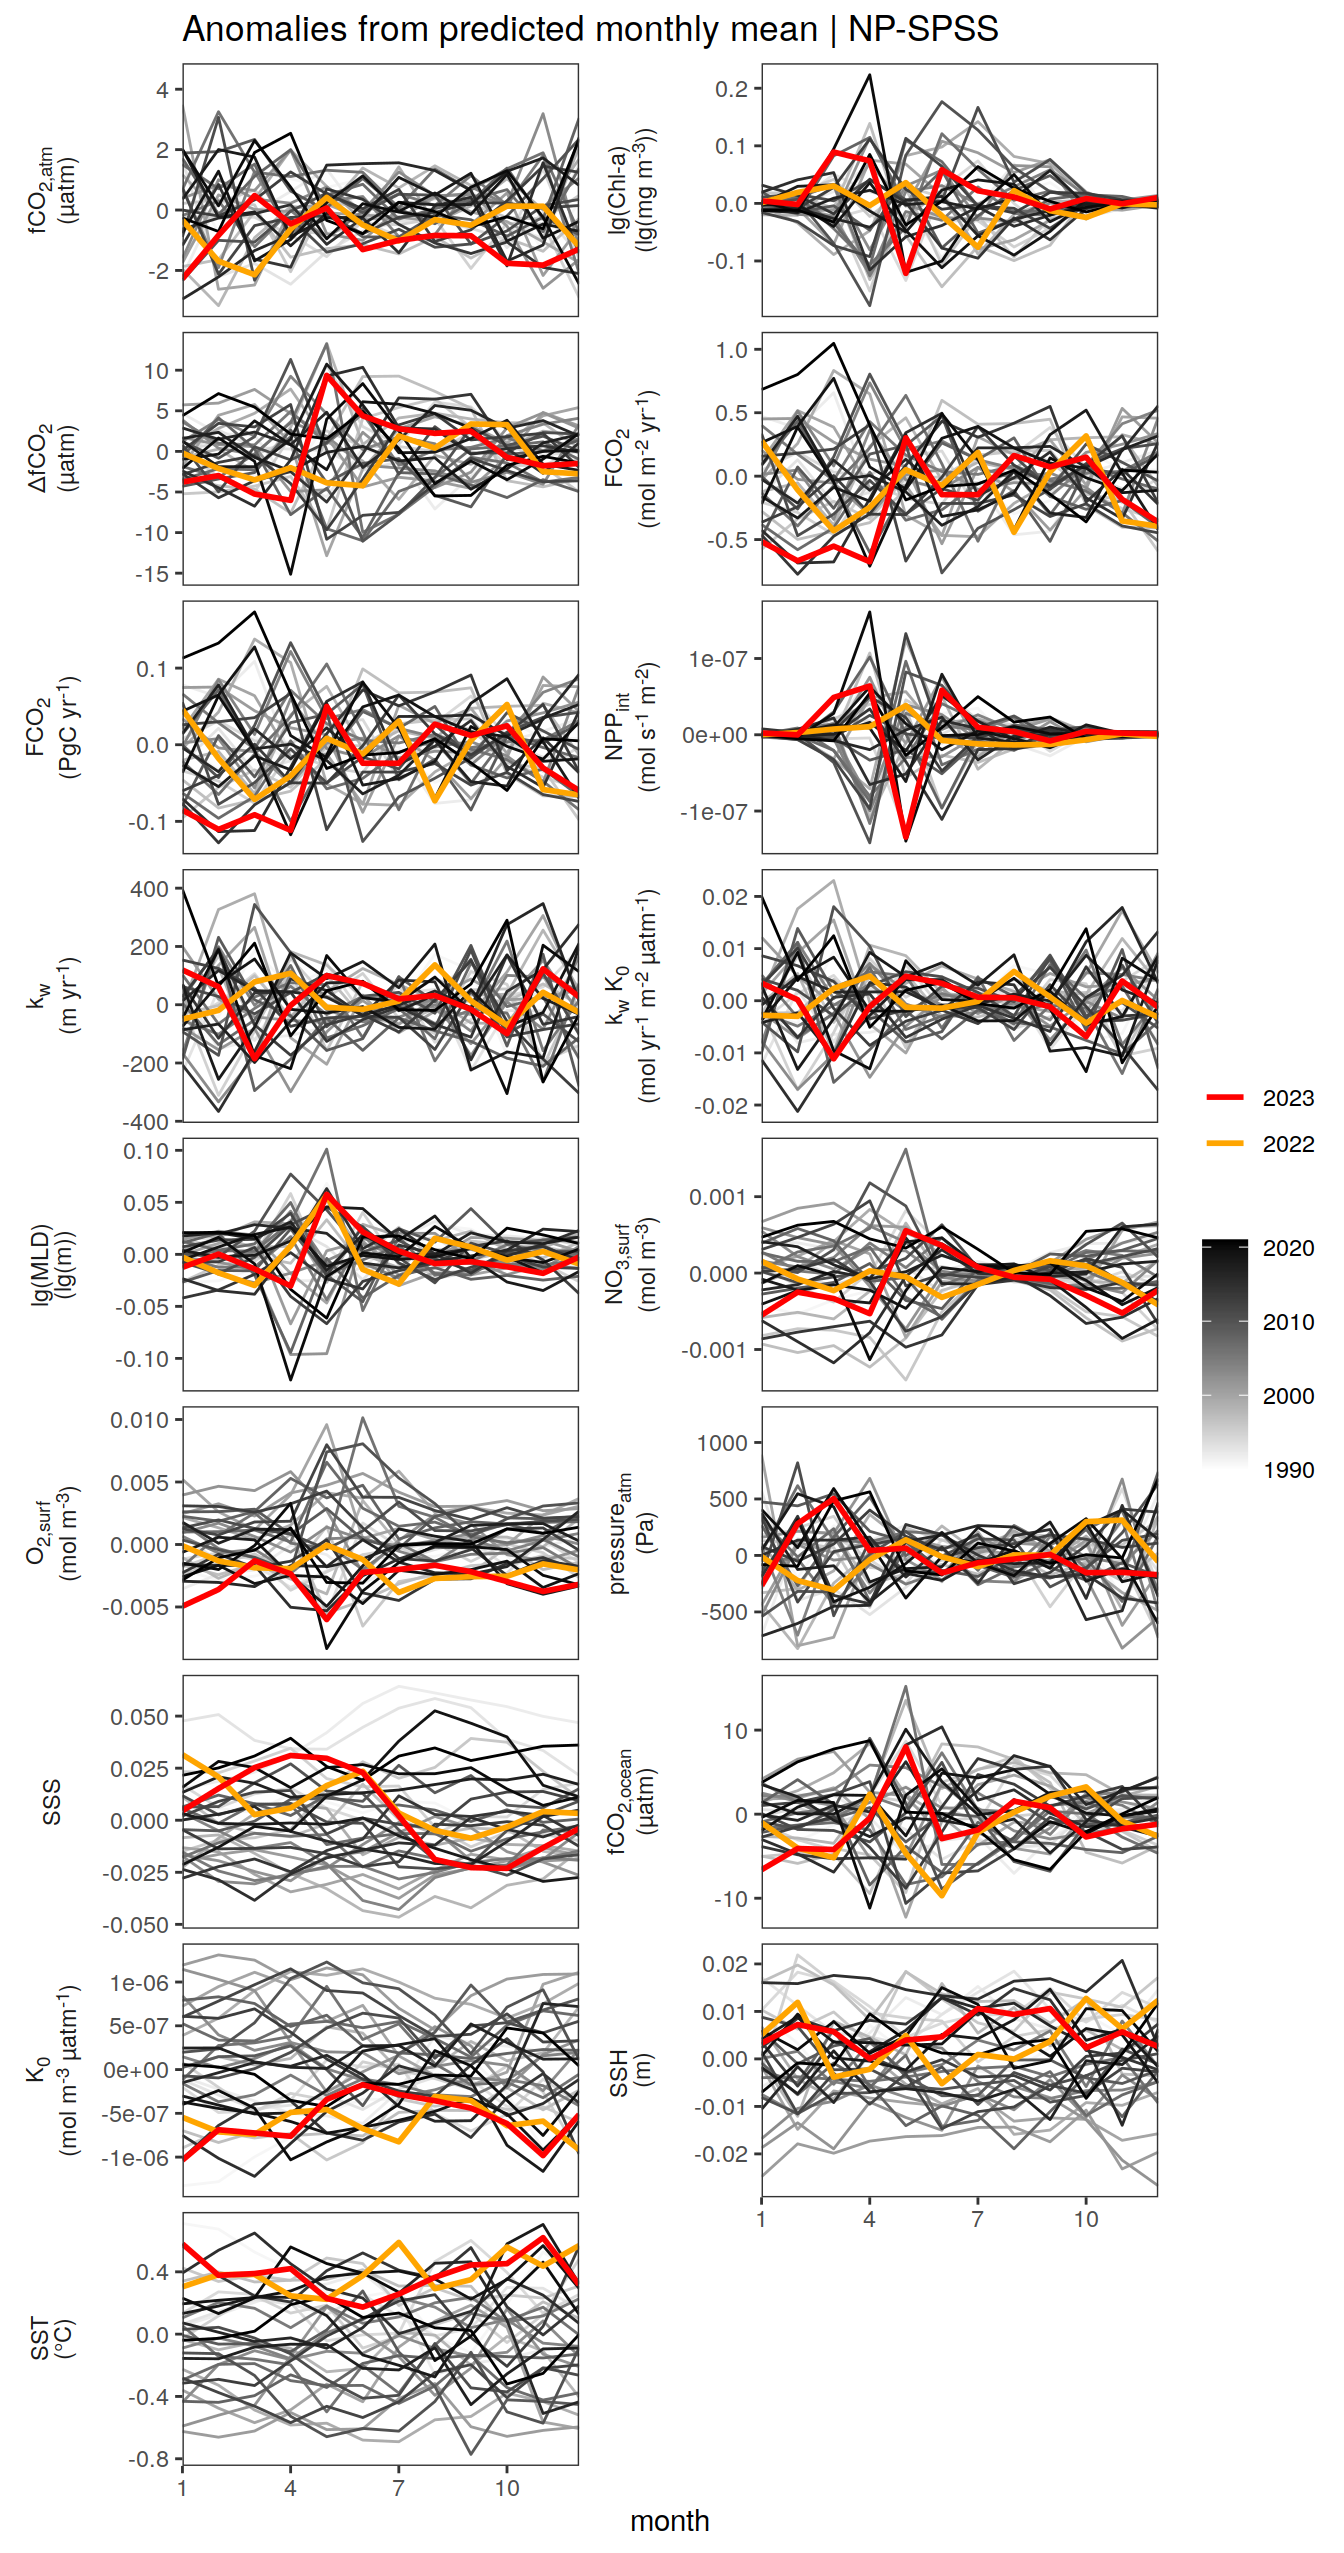 Anomalies from predicted monthly mean | NP-SPSS
fCO2,atm
(µatm)
4
2
0
-2
lg(Chl-a)
(lg(mg m-3))
0.2
0.1
0.0
-0.1
ΔfCO2
(µatm)
10
5
0
-5
-10
-15
FCO2
(mol m-2 yr-1)
1.0
0.5
0.0
-0.5
FCO2
(PgC yr-1)
0.1
0.0
-0.1
NPPint
(mol s-1 m-2)
1e-07
0e+00
-1e-07
kw
(m yr-1)
400
200
0
-200
-400
kw K0
(mol yr-1 m-2 µatm-1)
0.02
0.01
0.00
-0.01
-0.02
lg(MLD)
(lg(m))
0.10
0.05
0.00
-0.05
-0.10
NO3,surf
(mol m-3)
0.001
0.000
-0.001
O2,surf
(mol m-3)
0.010
0.005
0.000
-0.005
pressureatm
(Pa)
1000
500
0
-500
SSS
0.050
0.025
0.000
-0.025
-0.050
fCO2,ocean
(µatm)
10
0
-10
K0
(mol m-3 µatm-1)
1e-06
5e-07
0e+00
-5e-07
-1e-06
SSH
(m)
0.02
0.01
0.00
-0.01
-0.02
1 4 7 10
SST
(°C)
0.4
0.0
-0.4
-0.8
1 4 7 10
month
2023
2022
2020
2010
2000
1990